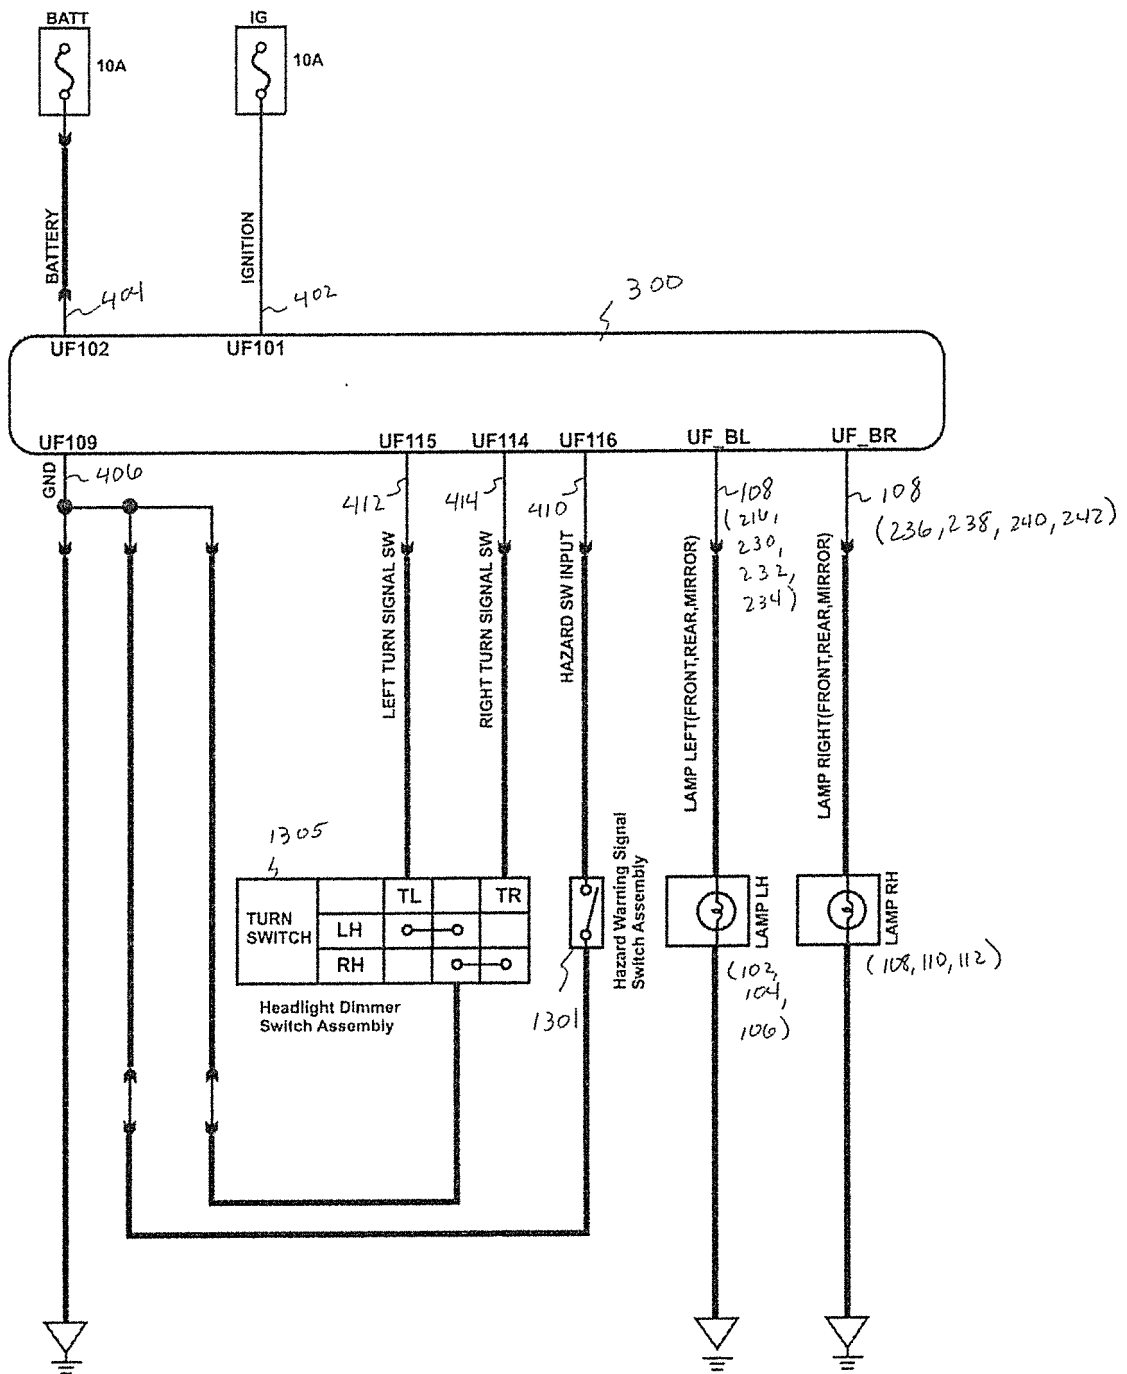 BATT
IG
10A
10A
BATTERY
IGNITION
404
402
300
UF102
UF101
UF109
UF115
UF114
UF116
UF_BL
UF_BR
GND
406
412
414
410
108
(216,
230,
232,
234)
108
(236, 238, 240, 242)
LEFT TURN SIGNAL SW
RIGHT TURN SIGNAL SW
HAZARD SW INPUT
LAMP LEFT(FRONT,REAR,MIRROR)
LAMP RIGHT(FRONT,REAR,MIRROR)
1305
TURN
SWITCH
TL
TR
LH
RH
Headlight Dimmer
Switch Assembly
Hazard Warning Signal
Switch Assembly
1301
LAMP LH
(102,
104,
106)
LAMP RH
(108, 110, 112)